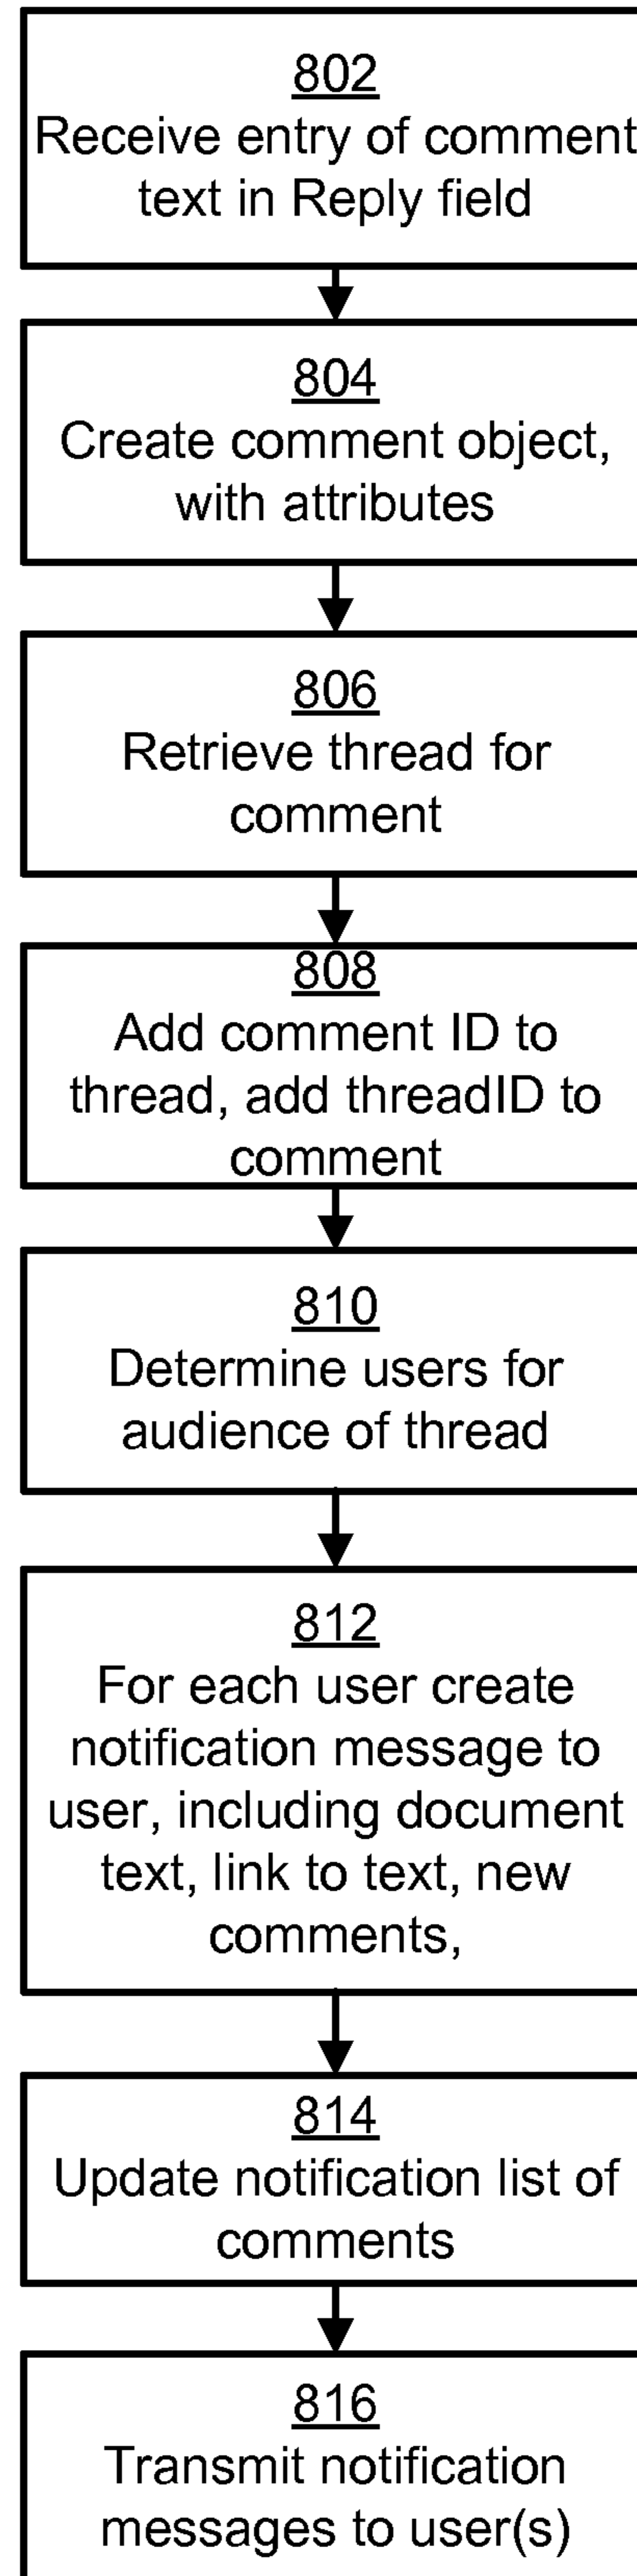 802
Receive entry of comment
text in Reply field
804
Create comment object,
with attributes
806
Retrieve thread for
comment
808
Add comment ID to
thread, add threadID to
comment
810
Determine users for
audience of thread
812
For each user create
notification message to
user, including document
text, link to text, new
comments,
814
Update notification list of
comments
816
Transmit notification
messages to user(s)